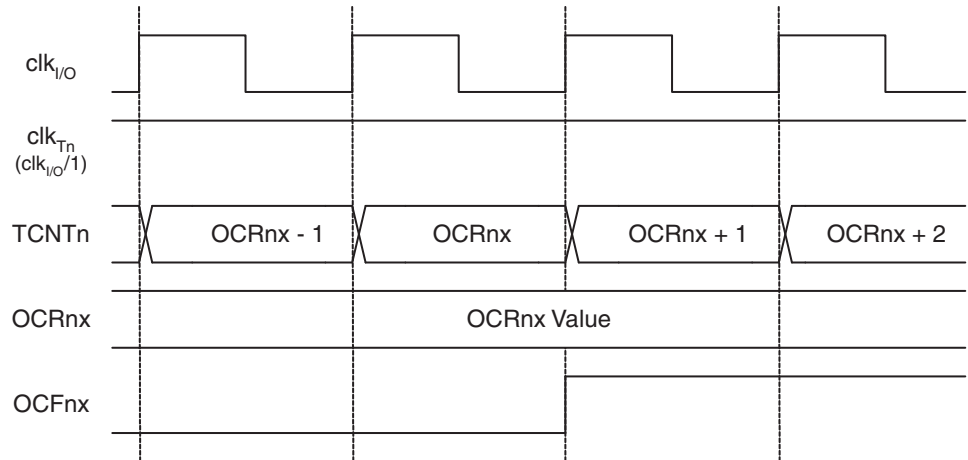 clkI/O
clkTn
(clkI/O/1)
TCNTn OCRnx - 1 OCRnx OCRnx + 1 OCRnx + 2
OCRnx OCRnx Value
OCFnx